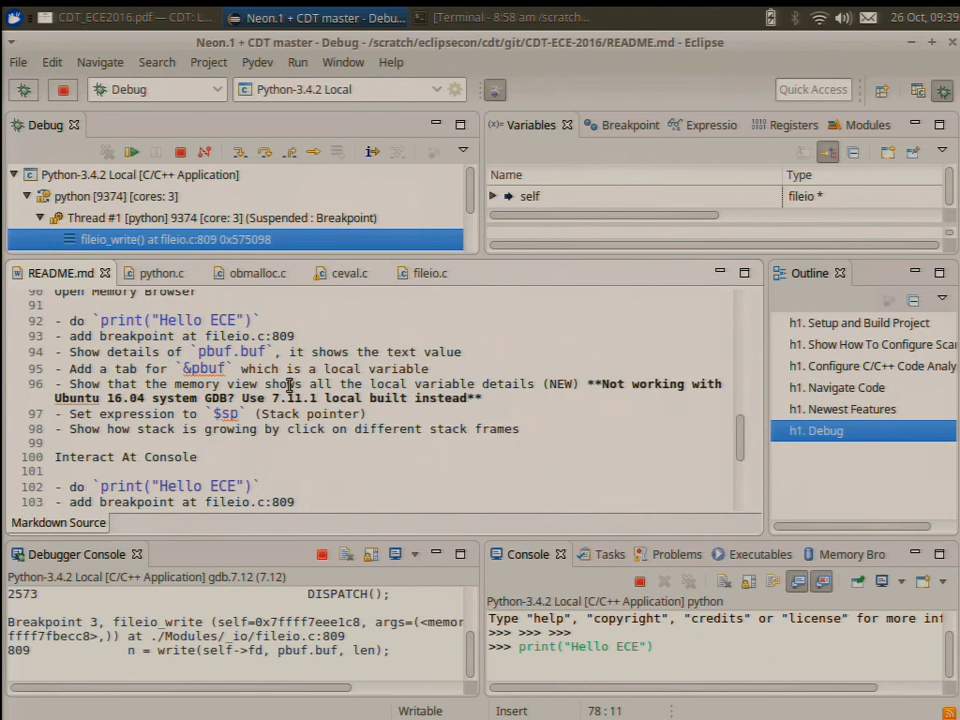 CDT_ECE2016.pdf — CDT: L...
Neon.1 + CDT master - Debu...
[Terminal - 8:58 am /scratch...
26 Oct, 09:39
Neon.1 + CDT master - Debug - /scratch/eclipsecon/cdt/git/CDT-ECE-2016/README.md - Eclipse
File Edit Navigate Search Project Pydev Run Window Help
Debug
Python-3.4.2 Local
Quick Access
Debug
Variables Breakpoint Expressio Registers Modules
Python-3.4.2 Local [C/C++ Application]
python [9374] [cores: 3]
Thread #1 [python] 9374 [core: 3] (Suspended : Breakpoint)
fileio_write() at fileio.c:809 0x575098
Name Type
self fileio *
README.md python.c obmalloc.c ceval.c fileio.c
90 Open Memory Browser
91
92 - do `print("Hello ECE")`
93 - add breakpoint at fileio.c:809
94 - Show details of `pbuf.buf`, it shows the text value
95 - Add a tab for `&pbuf` which is a local variable
96 - Show that the memory view shows all the local variable details (NEW) **Not working with
Ubuntu 16.04 system GDB? Use 7.11.1 local built instead**
97 - Set expression to `$sp` (Stack pointer)
98 - Show how stack is growing by click on different stack frames
99
100 Interact At Console
101
102 - do `print("Hello ECE")`
103 - add breakpoint at fileio.c:809
Markdown Source
Outline
h1. Setup and Build Project
h1. Show How To Configure Scar
h1. Configure C/C++ Code Analy
h1. Navigate Code
h1. Newest Features
h1. Debug
Debugger Console
Python-3.4.2 Local [C/C++ Application] gdb.7.12 (7.12)
2573 DISPATCH();
Breakpoint 3, fileio_write (self=0x7ffff7eee1c8, args=(<memor
ffff7fbecc8>,)) at ./Modules/_io/fileio.c:809
809 n = write(self->fd, pbuf.buf, len);
Console Tasks Problems Executables Memory Bro
Python-3.4.2 Local [C/C++ Application] python
Type "help", "copyright", "credits" or "license" for more inf
>>> >>> >>>
>>> print("Hello ECE")
Writable Insert 78 : 11